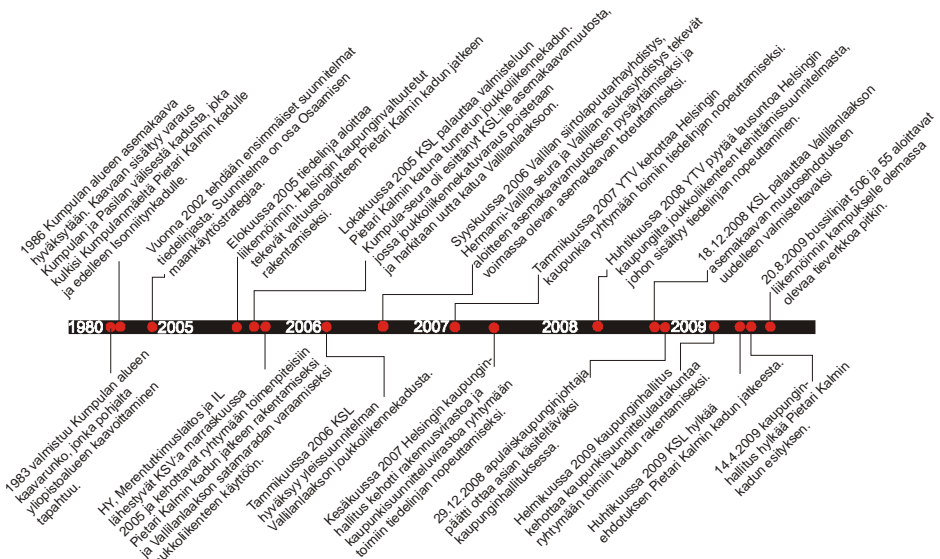 1986 Kumpulan alueen asemakaava
hyväksytään. Kaavaan sisältyy varaus
Kumpulan ja Pasilan välisestä kadusta, joka
kulkisi Kumpulanmäeltä Pietari Kalmin kadulle
ja edelleen Isonniitynkadulle.
Vuonna 2002 tehdään ensimmäiset suunnitelmat
tiedelinjasta. Suunnitelma on osa Osaamisen
maankäyttöstrategiaa.
Elokuussa 2005 tiedelinja aloittaa
liikennöinnin. Helsingin kaupunginvaltuutetut
tekevät valtuustoaloitteen Pietari Kalmin kadun jatkeen
rakentamiseksi.
Lokakuussa 2005 KSL palauttaa valmisteluun
Pietari Kalmin katuna tunnetun joukkoliikennekadun.
Kumpula-seura oli esittänyt KSL:lle asemakaavamuutosta,
jossa joukkoliikennekatuvaraus poistetaan
ja harkitaan uutta katua Vallilanlaaksoon.
Syyskuussa 2006 Vallilan siirtolapuutarhayhdistys,
Hermanni-Vallila seura ja Vallilan asukasyhdistys tekevät
aloitteen asemakaavamuutoksen pysäyttämiseksi ja
voimassa olevan asemakaavan toteuttamiseksi.
Tammikuussa 2007 YTV kehottaa Helsingin
kaupunkia ryhtymään toimiin tiedelinjan nopeuttamiseksi.
Huhtikuussa 2008 YTV pyytää lausuntoa Helsingin
kaupungilta joukkoliikenteen kehittämissuunnitelmasta,
johon sisältyy tiedelinjan nopeuttaminen.
18.12.2008 KSL palauttaa Vallilanlaakson
asemakaavan muutosehdotuksen
uudelleen valmisteltavaksi
20.8.2009 bussilinjat 506 ja 55 aloittavat
liikennöinnin kampukselle olemassa
olevaa tieverkkoa pitkin.
1980 2005 2006 2007 2008 2009
1983 valmistuu Kumpulan alueen
kaavarunko, jonka pohjalta
yliopistoalueen kaavoittaminen
tapahtuu.
HY, Merentutkimuslaitos ja IL
lähestyvät KSV:a marraskuussa
2005 ja kehottavat ryhtymään toimenpiteisiin
Pietari Kalmin kadun jatkeen rakentamiseksi
ja Vallilanlaakson satamaradan varaamiseksi
joukkoliikenteen käyttöön.
Tammikuussa 2006 KSL
hyväksyy yleissuunnitelman
Vallilanlaakson joukkoliikennekadusta.
Kesäkuussa 2007 Helsingin kaupungin-
hallitus kehotti rakennusvirastoa ja
kaupunkisuunnitteluvirastoa ryhtymään
toimiin tiedelinjan nopeuttamiseksi.
29.12.2008 apulaiskaupunginjohtaja
päätti ottaa asian käsiteltäväksi
kaupunginhallituksessa.
Helmikuussa 2009 kaupunginhallitus
kehottaa kaupunkisuunnittelulautakuntaa
ryhtymään toimiin kadun rakentamiseksi.
Huhtikuussa 2009 KSL hylkää
ehdotuksen Pietari Kalmin kadun jatkeesta.
14.4.2009 kaupungin-
hallitus hylkää Pietari Kalmin
kadun esityksen.